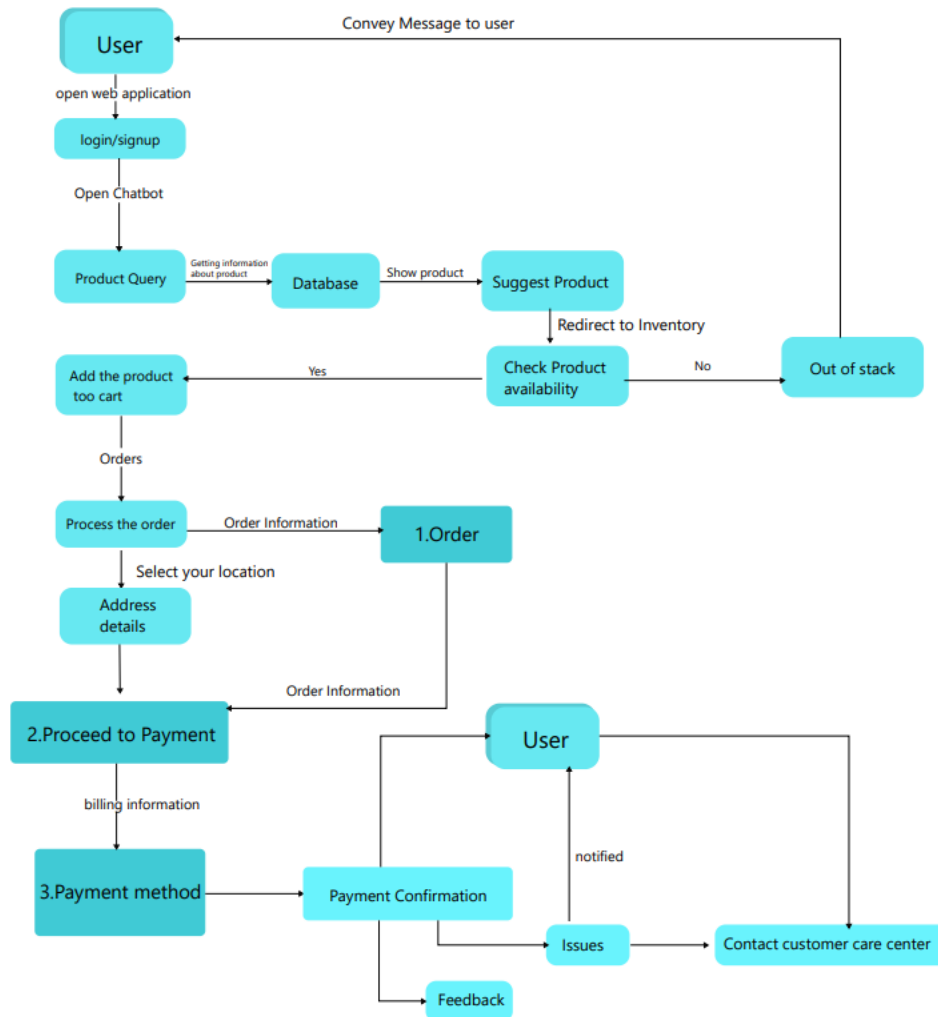 Convey Message to user
User
open web application
login/signup
Open Chatbot
Product Query
Getting information
about product
Database
Show product
Suggest Product
Redirect to Inventory
Add the product
too cart
Yes
Check Product
availability
No
Out of stack
Orders
Process the order
Order Information
1.Order
Select your location
Address
details
Order Information
2.Proceed to Payment
User
billing information
notified
3.Payment method
Payment Confirmation
Issues
Contact customer care center
Feedback